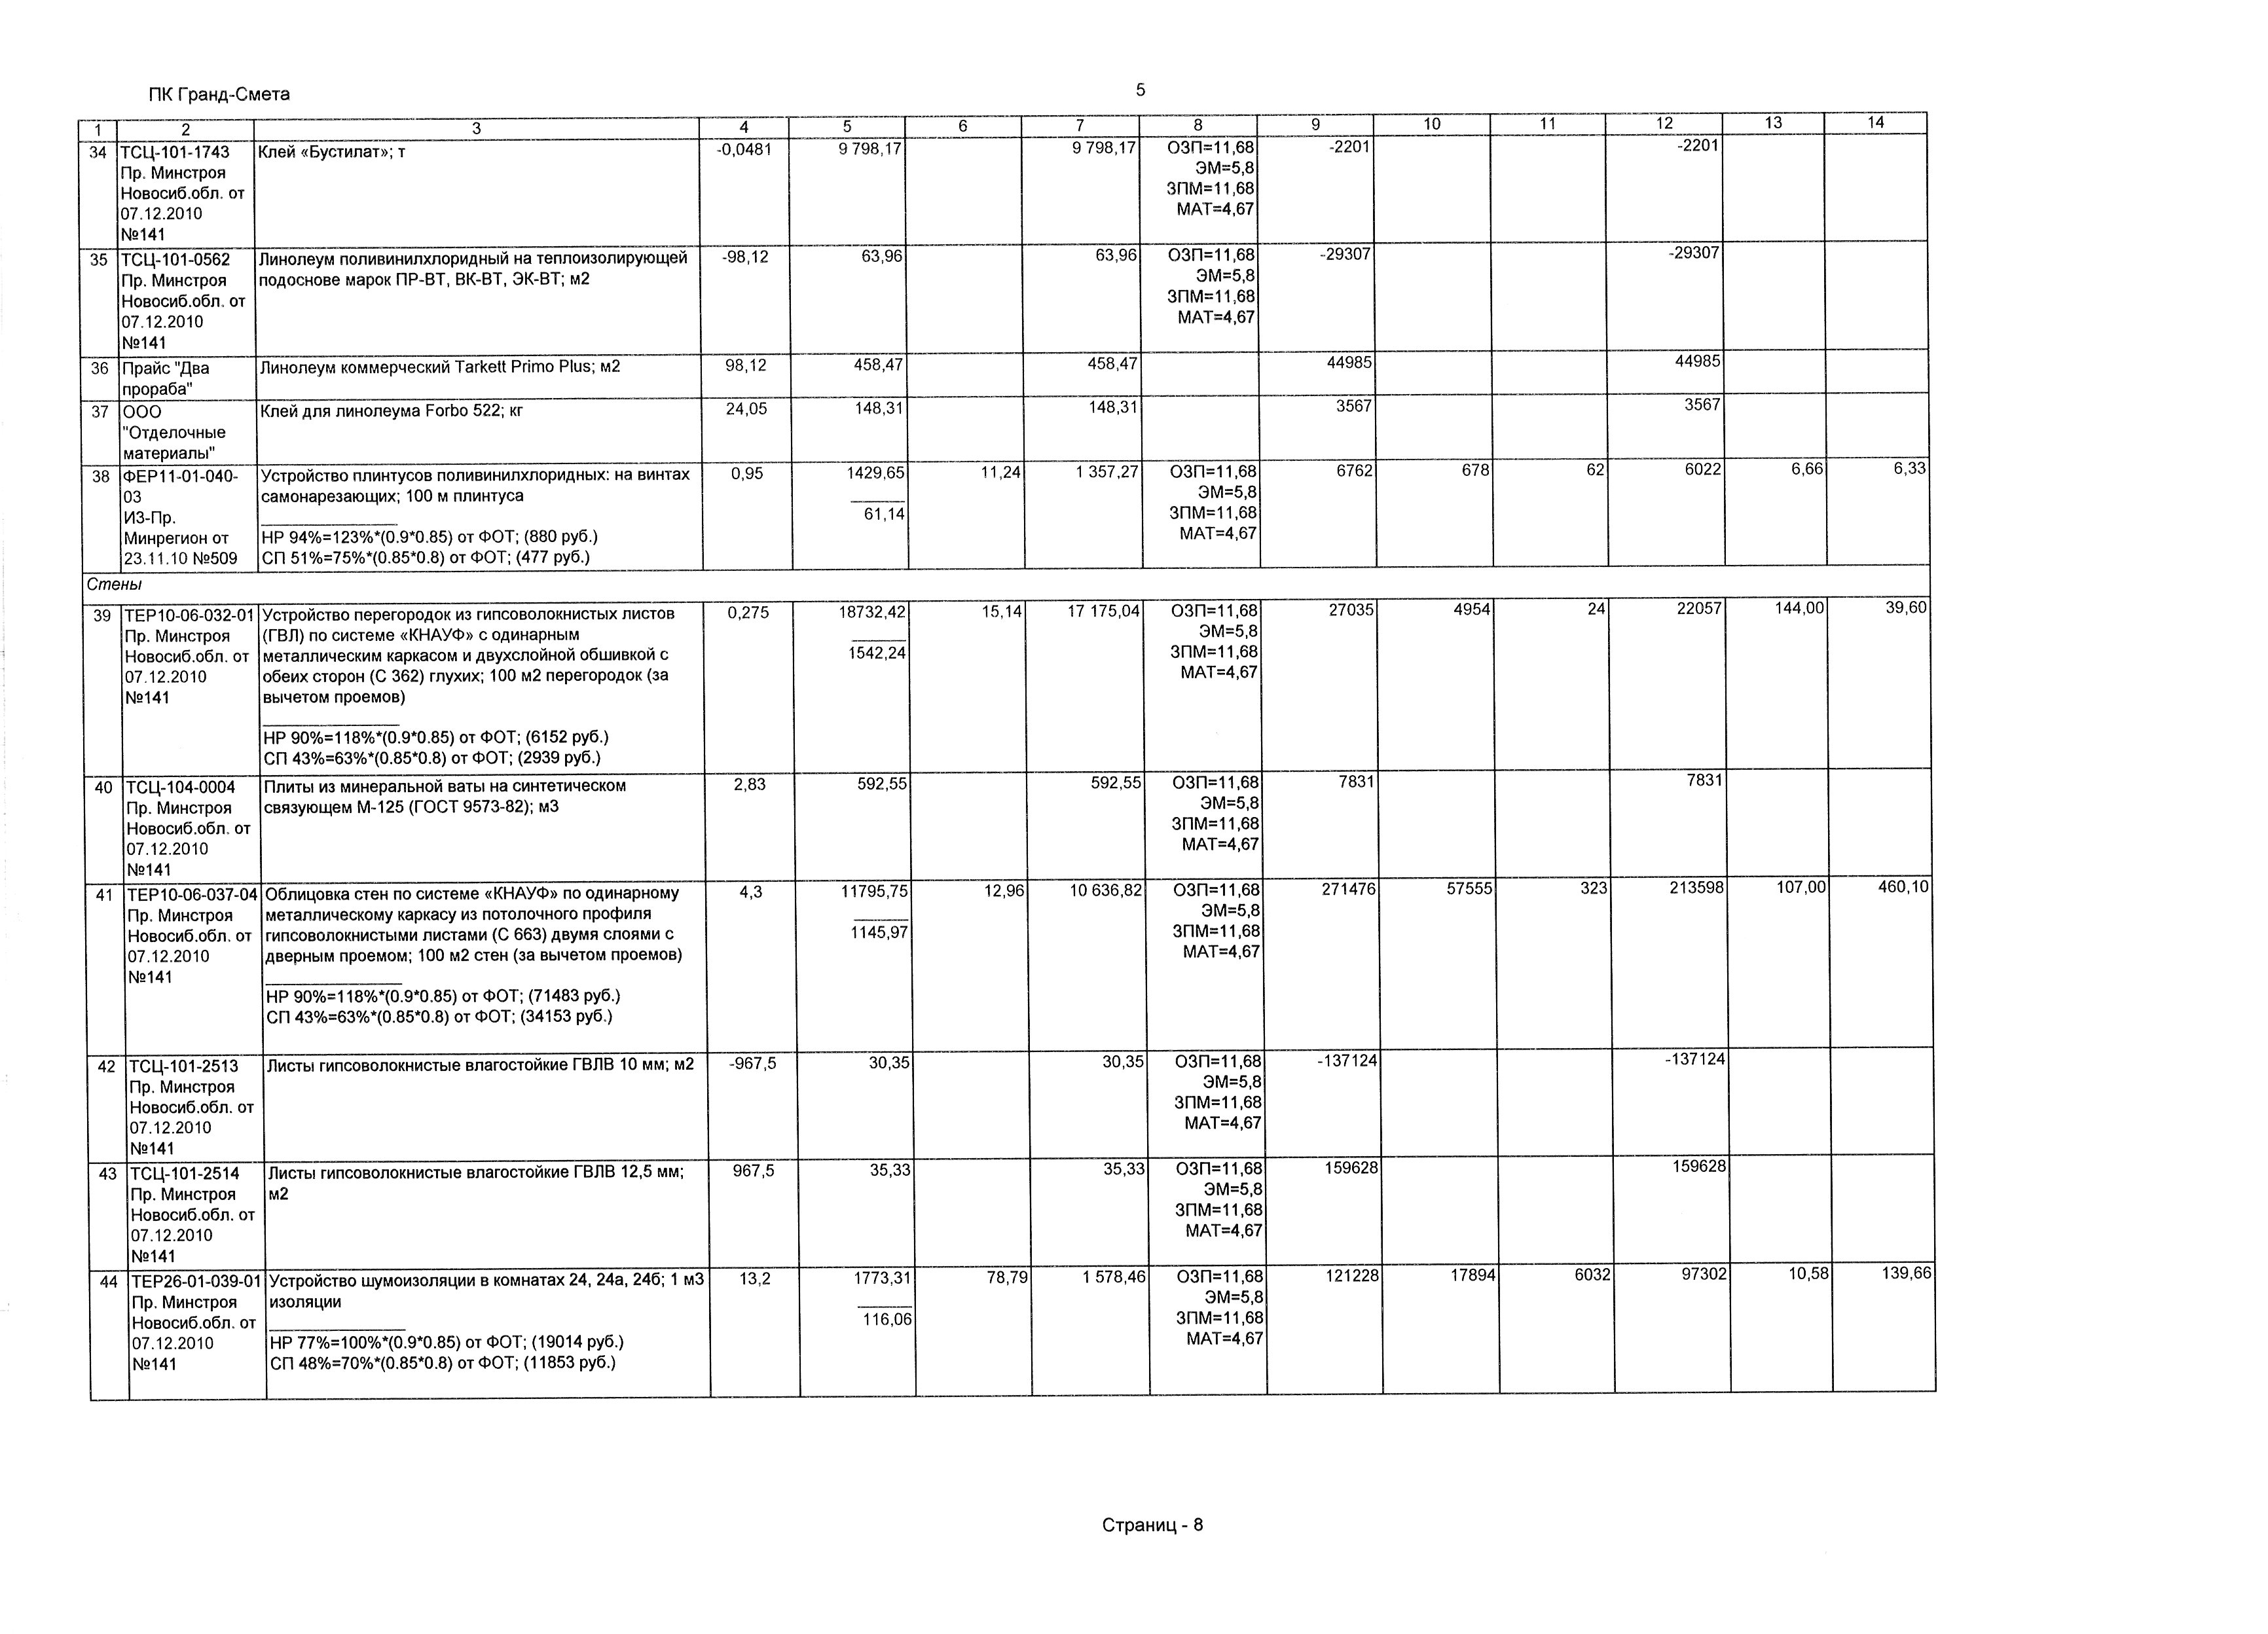 ПК Гранд-Смета
5
1 2 3 4 5 6 7 8 9 10 11 12 13 14
34 ТСЦ-101-1743 Клей «Бустилат»; т -0,0481 9 798,17 9 798,17 ОЗП=11,68 -2201 -2201
Пр. Минстроя ЭМ=5,8
Новосиб.обл. от ЗПМ=11,68
07.12.2010 МАТ=4,67
№141
35 ТСЦ-101-0562 Линолеум поливинилхлоридный на теплоизолирующей -98,12 63,96 63,96 ОЗП=11,68 -29307 -29307
Пр. Минстроя подоснове марок ПР-ВТ, ВК-ВТ, ЭК-ВТ; м2 ЭМ=5,8
Новосиб.обл. от ЗПМ=11,68
07.12.2010 МАТ=4,67
№141
36 Прайс "Два Линолеум коммерческий Tarkett Primo Plus; м2 98,12 458,47 458,47 44985 44985
прораба"
37 ООО Клей для линолеума Forbo 522; кг 24,05 148,31 148,31 3567 3567
"Отделочные
материалы"
38 ФЕР11-01-040- Устройство плинтусов поливинилхлоридных: на винтах 0,95 1429,65 11,24 1 357,27 ОЗП=11,68 6762 678 62 6022 6,66 6,33
03 самонарезающих; 100 м плинтуса ЭМ=5,8
ИЗ-Пр. 61,14 ЗПМ=11,68
Минрегион от НР 94%=123%*(0.9*0.85) от ФОТ; (880 руб.) МАТ=4,67
23.11.10 №509 СП 51%=75%*(0.85*0.8) от ФОТ; (477 руб.)
Стены
39 ТЕР10-06-032-01 Устройство перегородок из гипсоволокнистых листов 0,275 18732,42 15,14 17 175,04 ОЗП=11,68 27035 4954 24 22057 144,00 39,60
Пр. Минстроя (ГВЛ) по системе «КНАУФ» с одинарным ЭМ=5,8
Новосиб.обл. от металлическим каркасом и двухслойной обшивкой с 1542,24 ЗПМ=11,68
07.12.2010 обеих сторон (С 362) глухих; 100 м2 перегородок (за МАТ=4,67
№141 вычетом проемов)
НР 90%=118%*(0.9*0.85) от ФОТ; (6152 руб.)
СП 43%=63%*(0.85*0.8) от ФОТ; (2939 руб.)
40 ТСЦ-104-0004 Плиты из минеральной ваты на синтетическом 2,83 592,55 592,55 ОЗП=11,68 7831 7831
Пр. Минстроя связующем М-125 (ГОСТ 9573-82); м3 ЭМ=5,8
Новосиб.обл. от ЗПМ=11,68
07.12.2010 МАТ=4,67
№141
41 ТЕР10-06-037-04 Облицовка стен по системе «КНАУФ» по одинарному 4,3 11795,75 12,96 10 636,82 ОЗП=11,68 271476 57555 323 213598 107,00 460,10
Пр. Минстроя металлическому каркасу из потолочного профиля ЭМ=5,8
Новосиб.обл. от гипсоволокнистыми листами (С 663) двумя слоями с 1145,97 ЗПМ=11,68
07.12.2010 дверным проемом; 100 м2 стен (за вычетом проемов) МАТ=4,67
№141
НР 90%=118%*(0.9*0.85) от ФОТ; (71483 руб.)
СП 43%=63%*(0.85*0.8) от ФОТ; (34153 руб.)
42 ТСЦ-101-2513 Листы гипсоволокнистые влагостойкие ГВЛВ 10 мм; м2 -967,5 30,35 30,35 ОЗП=11,68 -137124 -137124
Пр. Минстроя ЭМ=5,8
Новосиб.обл. от ЗПМ=11,68
07.12.2010 МАТ=4,67
№141
43 ТСЦ-101-2514 Листы гипсоволокнистые влагостойкие ГВЛВ 12,5 мм; 967,5 35,33 35,33 ОЗП=11,68 159628 159628
Пр. Минстроя м2 ЭМ=5,8
Новосиб.обл. от ЗПМ=11,68
07.12.2010 МАТ=4,67
№141
44 ТЕР26-01-039-01 Устройство шумоизоляции в комнатах 24, 24а, 24б; 1 м3 13,2 1773,31 78,79 1 578,46 ОЗП=11,68 121228 17894 6032 97302 10,58 139,66
Пр. Минстроя изоляции ЭМ=5,8
Новосиб.обл. от 116,06 ЗПМ=11,68
07.12.2010 НР 77%=100%*(0.9*0.85) от ФОТ; (19014 руб.) МАТ=4,67
№141 СП 48%=70%*(0.85*0.8) от ФОТ; (11853 руб.)
Страниц - 8